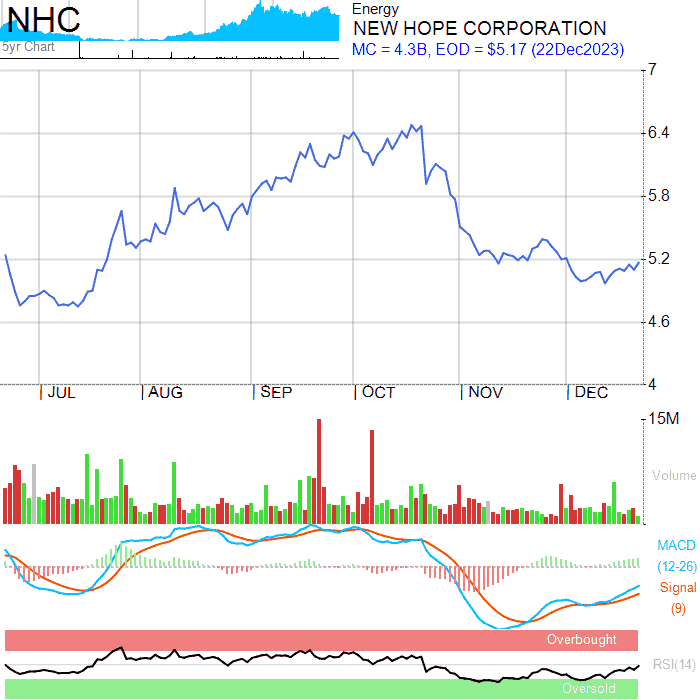 NHC
5yr Chart
Energy
NEW HOPE CORPORATION
MC = 4.3B, EOD = $5.17 (22Dec2023)
7
6.4
5.8
5.2
4.6
4
JUL AUG SEP OCT NOV DEC
15M
Volume
MACD
(12-26)
Signal
(9)
Overbought
RSI(14)
Oversold